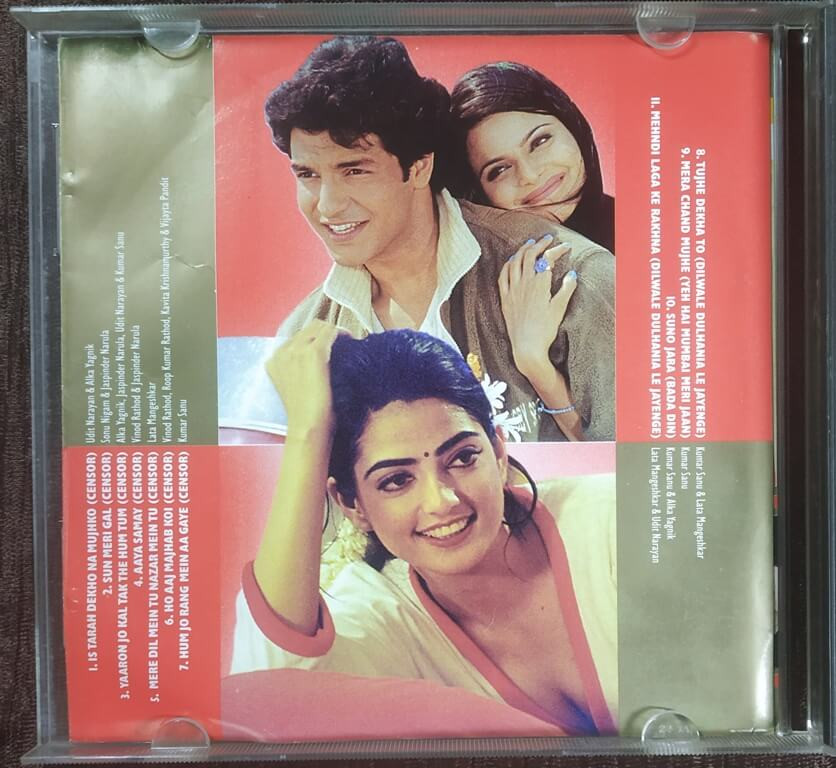 1. IS TARAH DEKHO NA MUJHKO (CENSOR) Udit Narayan & Alka Yagnik
2. SUN MERI GAL (CENSOR) Sonu Nigam & Jaspinder Narula
3. YAARON JO KAL TAK THE HUM TUM (CENSOR) Alka Yagnik, Jaspinder Narula, Udit Narayan & Kumar Sanu
4. AAYA SAMAY (CENSOR) Vinod Rathod & Jaspinder Narula
5. MERE DIL MEIN TU NAZAR MEIN TU (CENSOR) Lata Mangeshkar
6. HO AAJ MAJHAB KOI (CENSOR) Vinod Rathod, Roop Kumar Rathod, Kavita Krishnamurthy & Vijayta Pandit
7. HUM JO RANG MEIN AA GAYE (CENSOR) Kumar Sanu
8. TUJHE DEKHA TO (DILWALE DULHANIA LE JAYENGE) Kumar Sanu & Lata Mangeshkar
9. MERA CHAND MUJHE (YEH HAI MUMBAI MERI JAAN) Kumar Sanu
10. SUNO JARA (BADA DIN) Kumar Sanu & Alka Yagnik
11. MEHNDI LAGA KE RAKHNA (DILWALE DULHANIA LE JAYENGE) Lata Mangeshkar & Udit Narayan